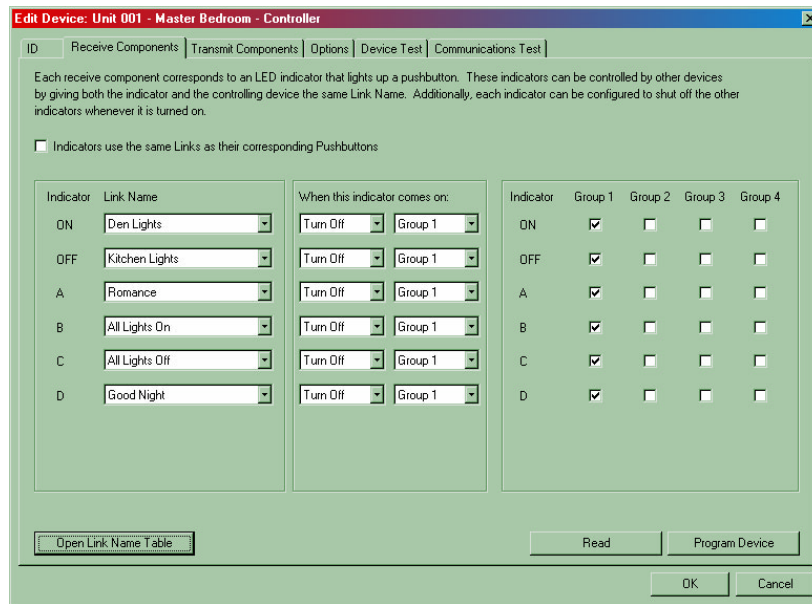 Edit Device: Unit 001 - Master Bedroom - Controller
ID Receive Components Transmit Components Options Device Test Communications Test
Each receive component corresponds to an LED indicator that lights up a pushbutton. These indicators can be controlled by other devices
by giving both the indicator and the controlling device the same Link Name. Additionally, each indicator can be configured to shut off the other
indicators whenever it is turned on.
Indicators use the same Links as their corresponding Pushbuttons
Indicator Link Name When this indicator comes on: Indicator Group 1 Group 2 Group 3 Group 4
ON Den Lights Turn Off Group 1 ON
OFF Kitchen Lights Turn Off Group 1 OFF
A Romance Turn Off Group 1 A
B All Lights On Turn Off Group 1 B
C All Lights Off Turn Off Group 1 C
D Good Night Turn Off Group 1 D
Open Link Name Table Read Program Device
OK Cancel